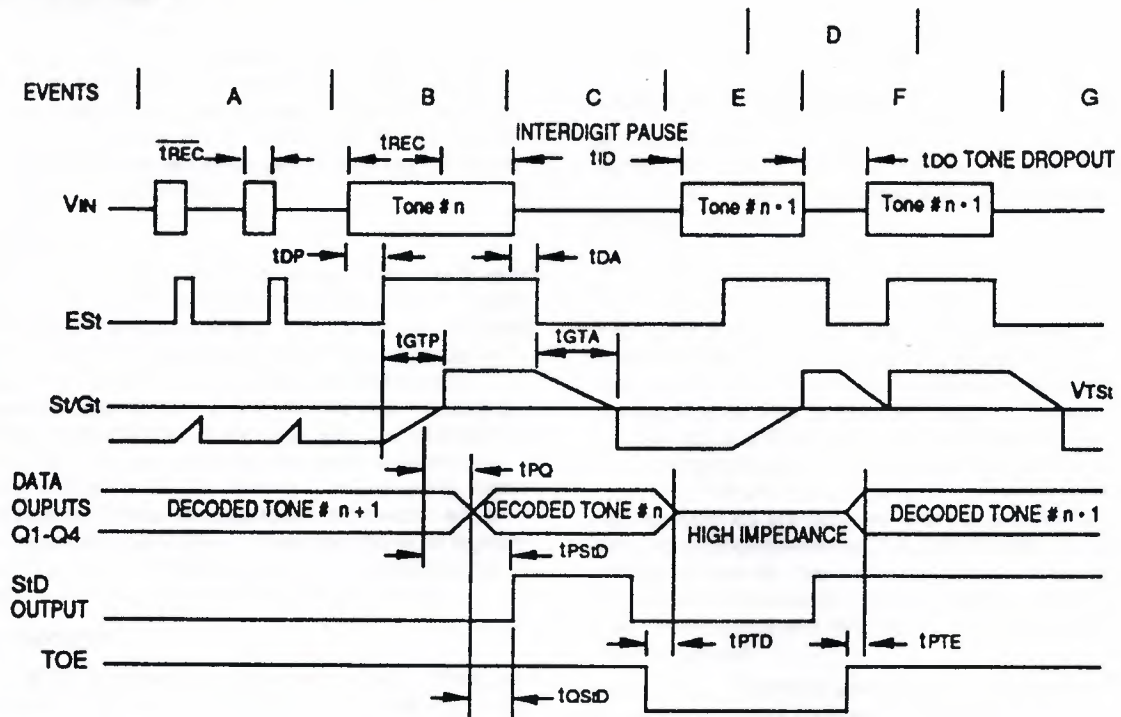 D
EVENTS A B C E F G
INTERDIGIT PAUSE
tREC tREC tID tDO TONE DROPOUT
VIN Tone # n Tone # n • 1 Tone # n • 1
tDP tDA
ESt
tGTP tGTA
St/Gt VTSt
tPQ
DATA
OUPUTS
Q1-Q4
DECODED TONE # n + 1 DECODED TONE # n HIGH IMPEDANCE DECODED TONE # n • 1
tPStD
StD
OUTPUT
tPTD tPTE
TOE
tQStD